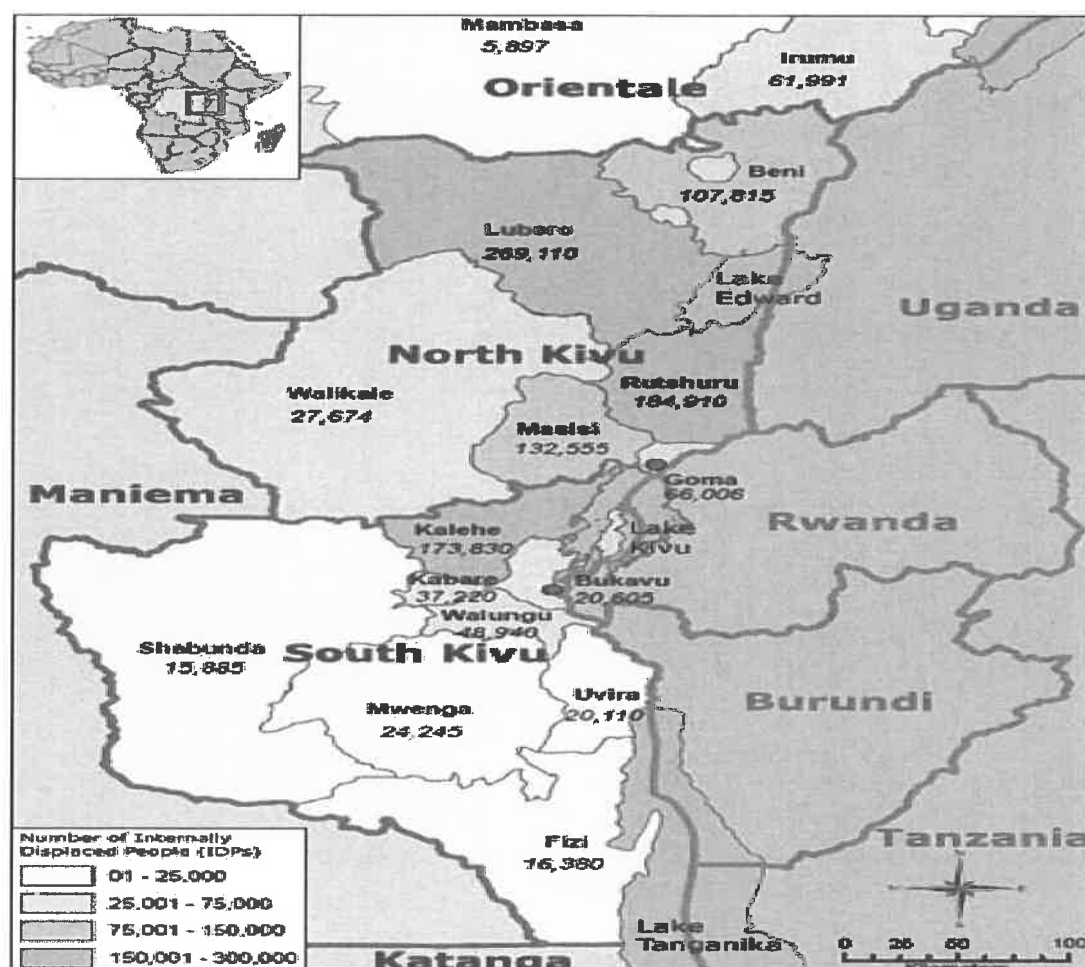 Mambasa
5,897
Irumu
61,991
Orientale
Beni
107,815
Lubero
269,110
Lake
Edward
Uganda
North Kivu
Rutshuru
184,910
Walikale
27,674
Masisi
132,555
Goma
66,006
Maniema
Rwanda
Kalehe
173,830
Lake
Kivu
Kabare
37,220
Bukavu
20,605
Walungu
48,940
Shabunda
15,885
South Kivu
Uvira
20,110
Mwenga
24,245
Burundi
Number of Internally
Displaced People (IDPs)
01 - 25,000
25,001 - 75,000
75,001 - 150,000
150,001 - 300,000
Fizi
16,380
Tanzania
Lake
Tanganika
Katanga
0 25 50 100